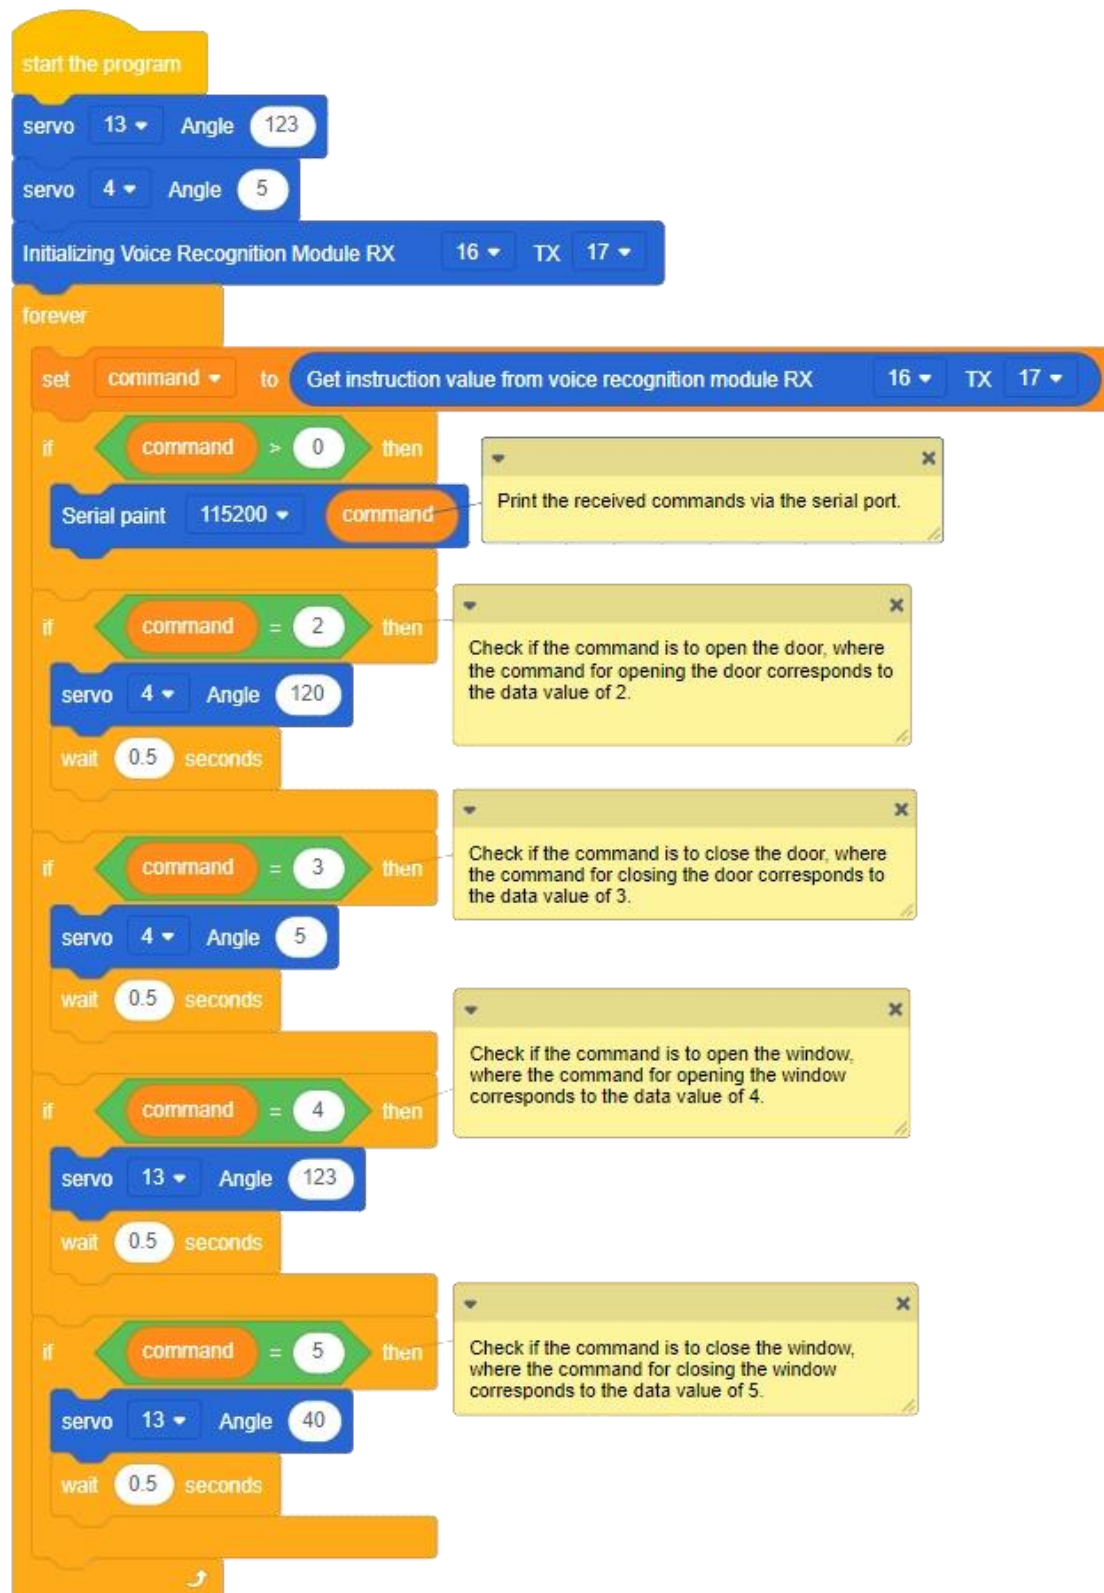 start the program
servo 13 Angle 123
servo 4 Angle 5
Initializing Voice Recognition Module RX 16 TX 17
forever
set command to Get instruction value from voice recognition module RX 16 TX 17
if command > 0 then
Serial paint 115200 command
Print the received commands via the serial port.
if command = 2 then
Check if the command is to open the door, where
the command for opening the door corresponds to
the data value of 2.
servo 4 Angle 120
wait 0.5 seconds
if command = 3 then
Check if the command is to close the door, where
the command for closing the door corresponds to
the data value of 3.
servo 4 Angle 5
wait 0.5 seconds
Check if the command is to open the window,
where the command for opening the window
corresponds to the data value of 4.
if command = 4 then
servo 13 Angle 123
wait 0.5 seconds
if command = 5 then
Check if the command is to close the window,
where the command for closing the window
corresponds to the data value of 5.
servo 13 Angle 40
wait 0.5 seconds